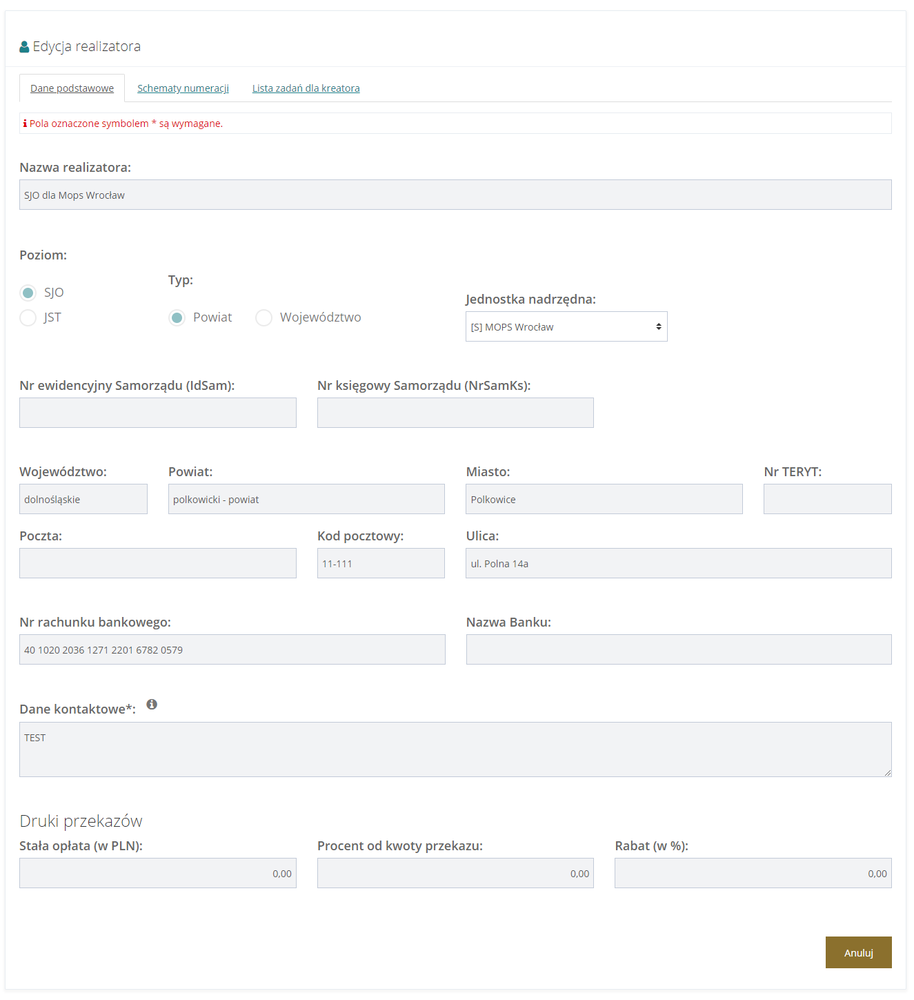 Edycja realizatora
Dane podstawowe Schematy numeracji Lista zadań dla kreatora
Pola oznaczone symbolem * są wymagane.
Nazwa realizatora:
SJO dla Mops Wrocław
Poziom:
SJO
JST
Typ:
Powiat Województwo
Jednostka nadrzędna:
[S] MOPS Wrocław
Nr ewidencyjny Samorządu (IdSam): Nr księgowy Samorządu (NrSamKs):
Województwo: Powiat: Miasto: Nr TERYT:
dolnośląskie polkowicki - powiat Polkowice
Poczta: Kod pocztowy: Ulica:
11-111 ul. Polna 14a
Nr rachunku bankowego: Nazwa Banku:
40 1020 2036 1271 2201 6782 0579
Dane kontaktowe*:
TEST
Druki przekazów
Stała opłata (w PLN): Procent od kwoty przekazu: Rabat (w %):
0,00 0,00 0,00
Anuluj